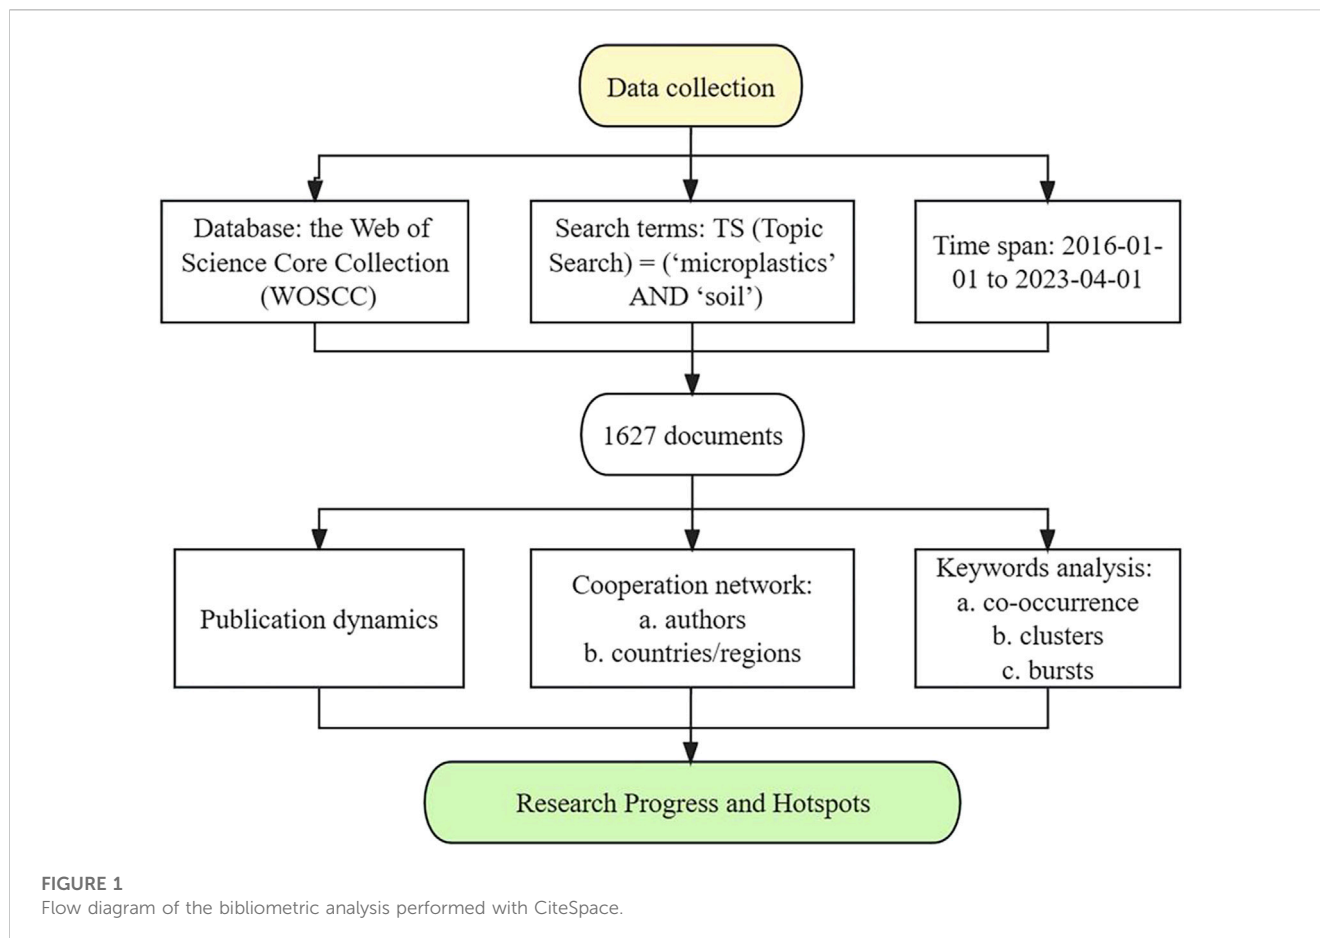 Data collection
Database: the Web of
Science Core Collection
(WOSCC)
Search terms: TS (Topic
Search) = (‘microplastics’
AND ‘soil’)
Time span: 2016-01-
01 to 2023-04-01
1627 documents
Publication dynamics
Cooperation network:
a. authors
b. countries/regions
Keywords analysis:
a. co-occurrence
b. clusters
c. bursts
Research Progress and Hotspots
FIGURE 1
Flow diagram of the bibliometric analysis performed with CiteSpace.